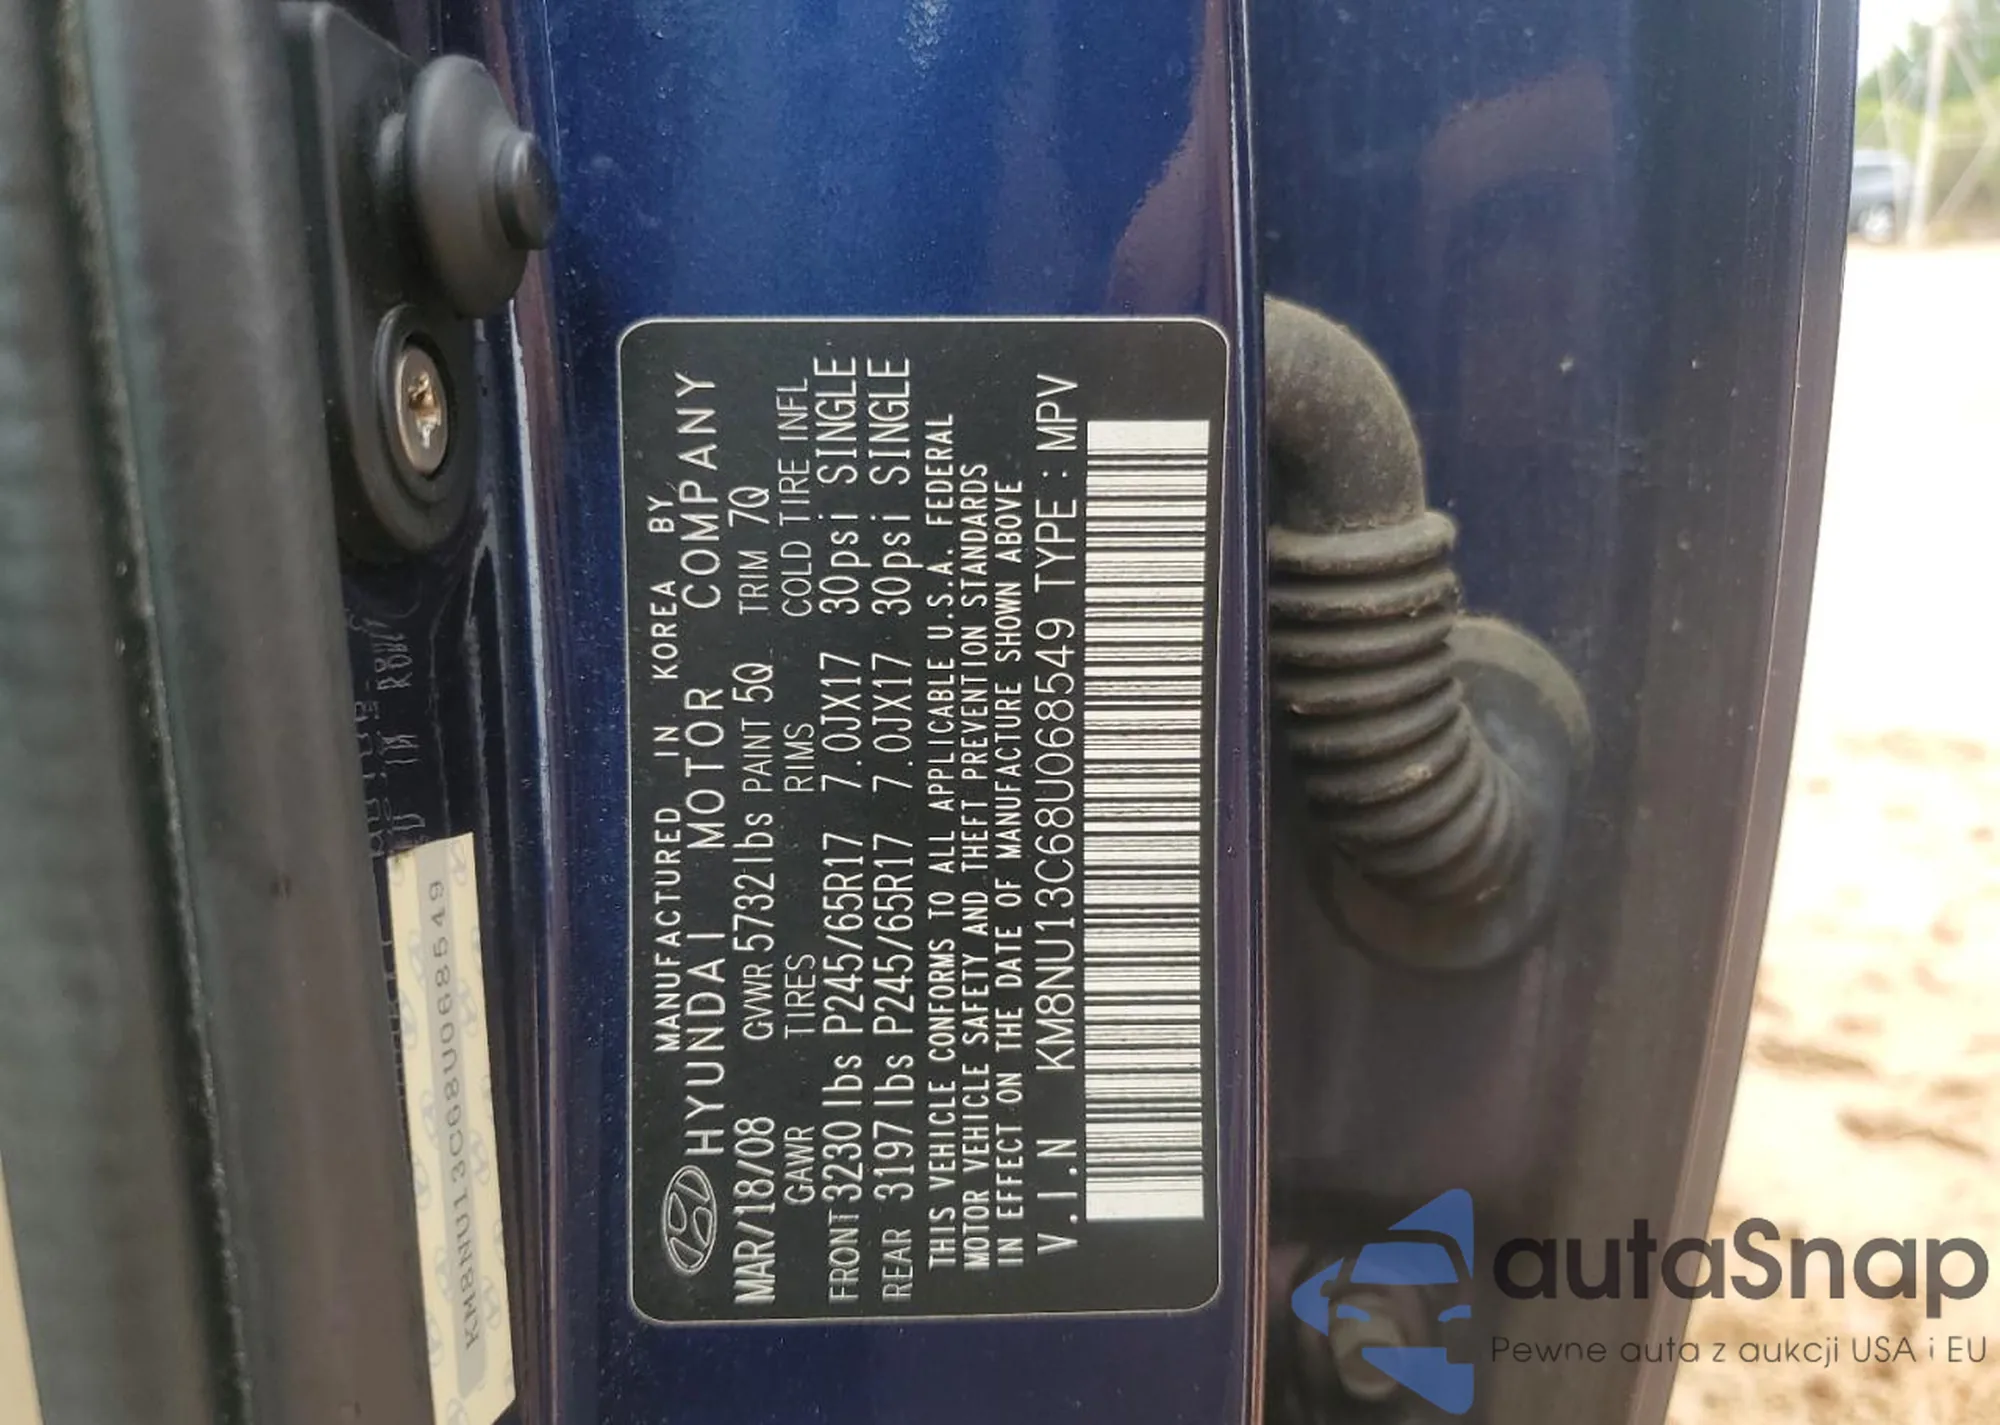 MANUFACTURED IN KOREA BY
HYUNDAI MOTOR COMPANY
MAR/18/08 GVWR 5732lbs PAINT 5Q TRIM 7Q
GAWR TIRES RIMS COLD TIRE INFL
FRONT 3230lbs P245/65R17 7.0JX17 30psi SINGLE
REAR 3197lbs P245/65R17 7.0JX17 30psi SINGLE
THIS VEHICLE CONFORMS TO ALL APPLICABLE U.S.A. FEDERAL
MOTOR VEHICLE SAFETY AND THEFT PREVENTION STANDARDS
IN EFFECT ON THE DATE OF MANUFACTURE SHOWN ABOVE
V.I.N KM8NU13C68U068549 TYPE : MPV
KM8NU13C68U068549
autoSnap
Pewne auta z aukcji USA i EU